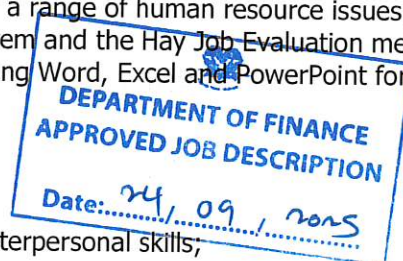 a range of human resource issues
em and the Hay Job Evaluation me
ng Word, Excel and PowerPoint for
DEPARTMENT OF FINANCE
APPROVED JOB DESCRIPTION
Date: 24, 09, 2025
terpersonal skills;